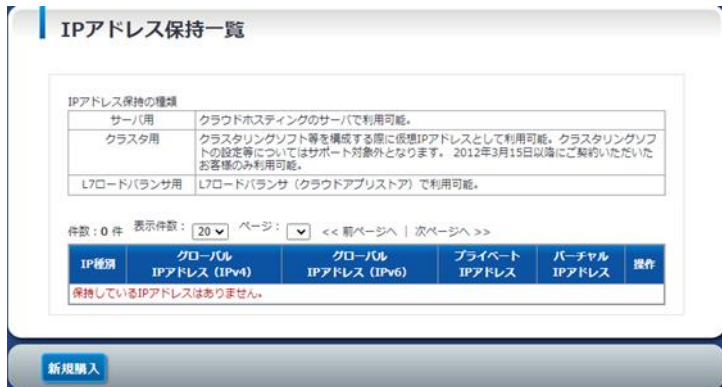 IPアドレス保持一覧
IPアドレス保持の種類
サーバ用 クラウドホスティングのサーバで利用可能。
クラスタ用 クラスタリングソフト等を構成する際に仮想IPアドレスとして利用可能。クラスタリングソフ
トの設定等についてはサポート対象外となります。 2012年3月15日以降にご契約いただいた
お客様のみ利用可能。
L7ロードバランサ用 L7ロードバランサ（クラウドアプリストア）で利用可能。
件数：0 件 表示件数： 20 ページ： << 前ページへ | 次ページへ >>
IP種別 グローバル グローバル プライベート バーチャル 操作
IPアドレス（IPv4） IPアドレス（IPv6） IPアドレス IPアドレス
保持しているIPアドレスはありません。
新規購入